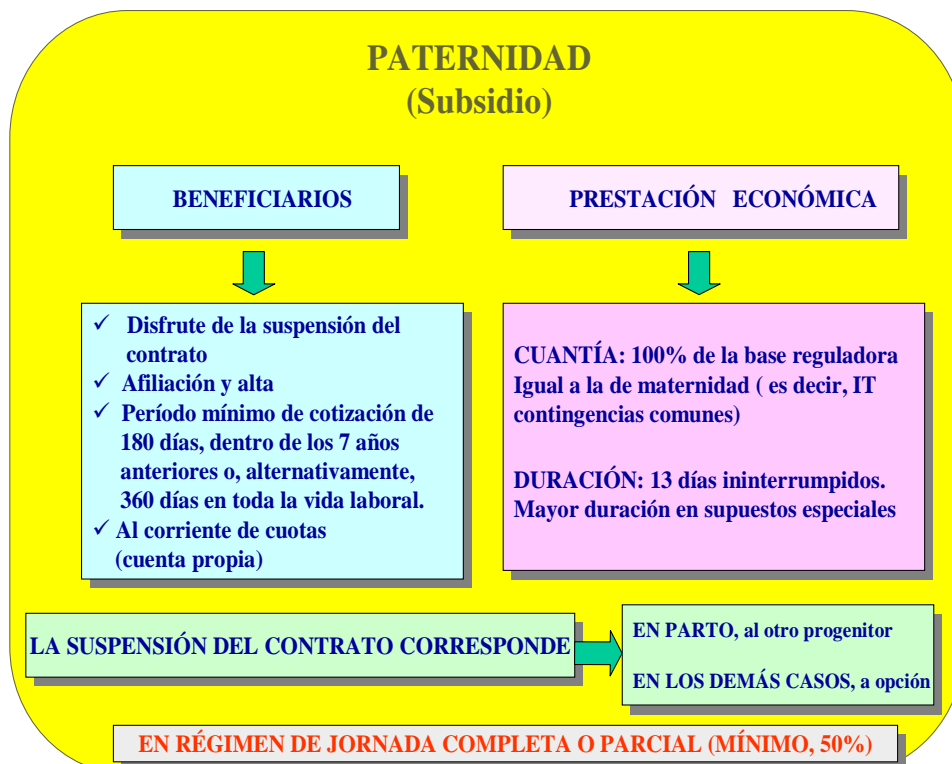 PATERNIDAD
(Subsidio)
BENEFICIARIOS
✓ Disfrute de la suspensión del
contrato
✓ Afiliación y alta
✓ Período mínimo de cotización de
180 días, dentro de los 7 años
anteriores o, alternativamente,
360 días en toda la vida laboral.
✓ Al corriente de cuotas
(cuenta propia)
PRESTACIÓN ECONÓMICA
CUANTÍA: 100% de la base reguladora
Igual a la de maternidad ( es decir, IT
contingencias comunes)
DURACIÓN: 13 días ininterrumpidos.
Mayor duración en supuestos especiales
LA SUSPENSIÓN DEL CONTRATO CORRESPONDE
EN PARTO, al otro progenitor
EN LOS DEMÁS CASOS, a opción
EN RÉGIMEN DE JORNADA COMPLETA O PARCIAL (MÍNIMO, 50%)